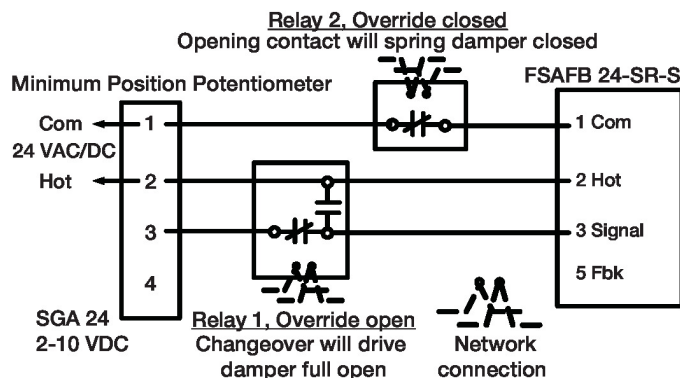 Relay 2, Override closed
Opening contact will spring damper closed
Minimum Position Potentiometer
FSAFB 24-SR-S
Com
1
1 Com
24 VAC/DC
Hot
2
2 Hot
3
3 Signal
4
5 Fbk
SGA 24
2-10 VDC
Relay 1, Override open
Changeover will drive
damper full open
Network
connection